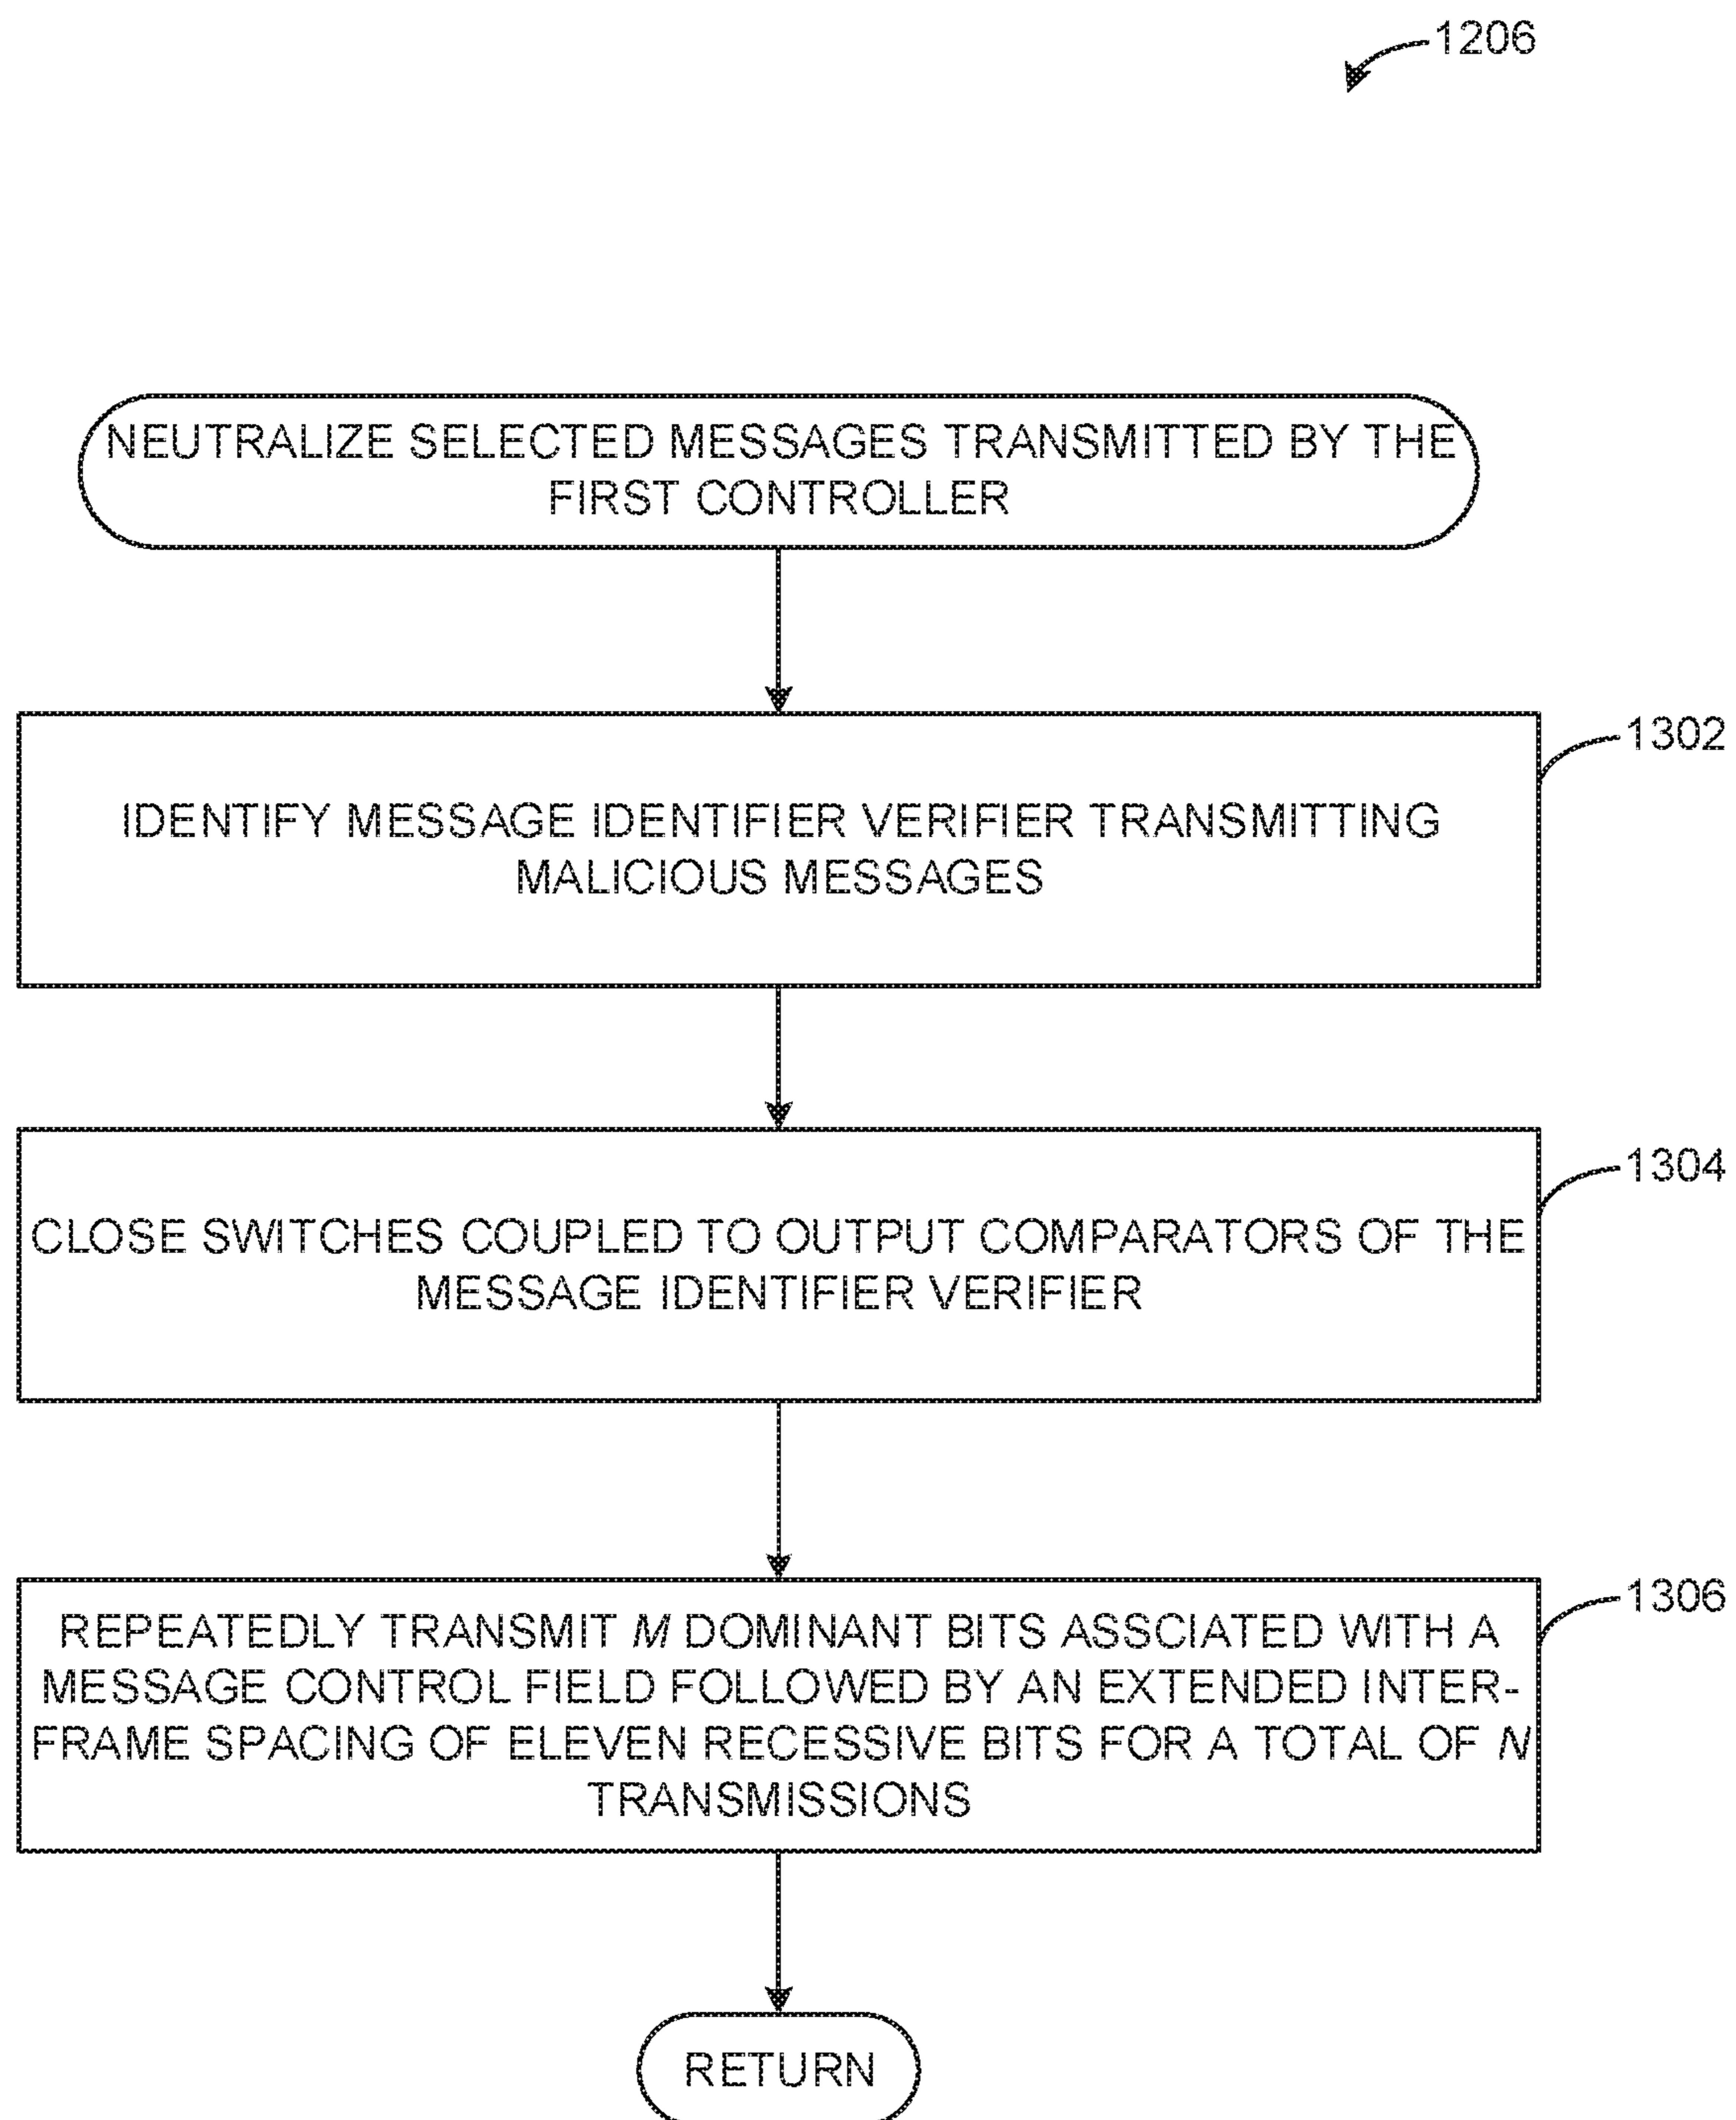 1206
NEUTRALIZE SELECTED MESSAGES TRANSMITTED BY THE
FIRST CONTROLLER
1302
IDENTIFY MESSAGE IDENTIFIER VERIFIER TRANSMITTING
MALICIOUS MESSAGES
1304
CLOSE SWITCHES COUPLED TO OUTPUT COMPARATORS OF THE
MESSAGE IDENTIFIER VERIFIER
1306
REPEATEDLY TRANSMIT M DOMINANT BITS ASSCIATED WITH A
MESSAGE CONTROL FIELD FOLLOWED BY AN EXTENDED INTER-
FRAME SPACING OF ELEVEN RECESSIVE BITS FOR A TOTAL OF N
TRANSMISSIONS
RETURN